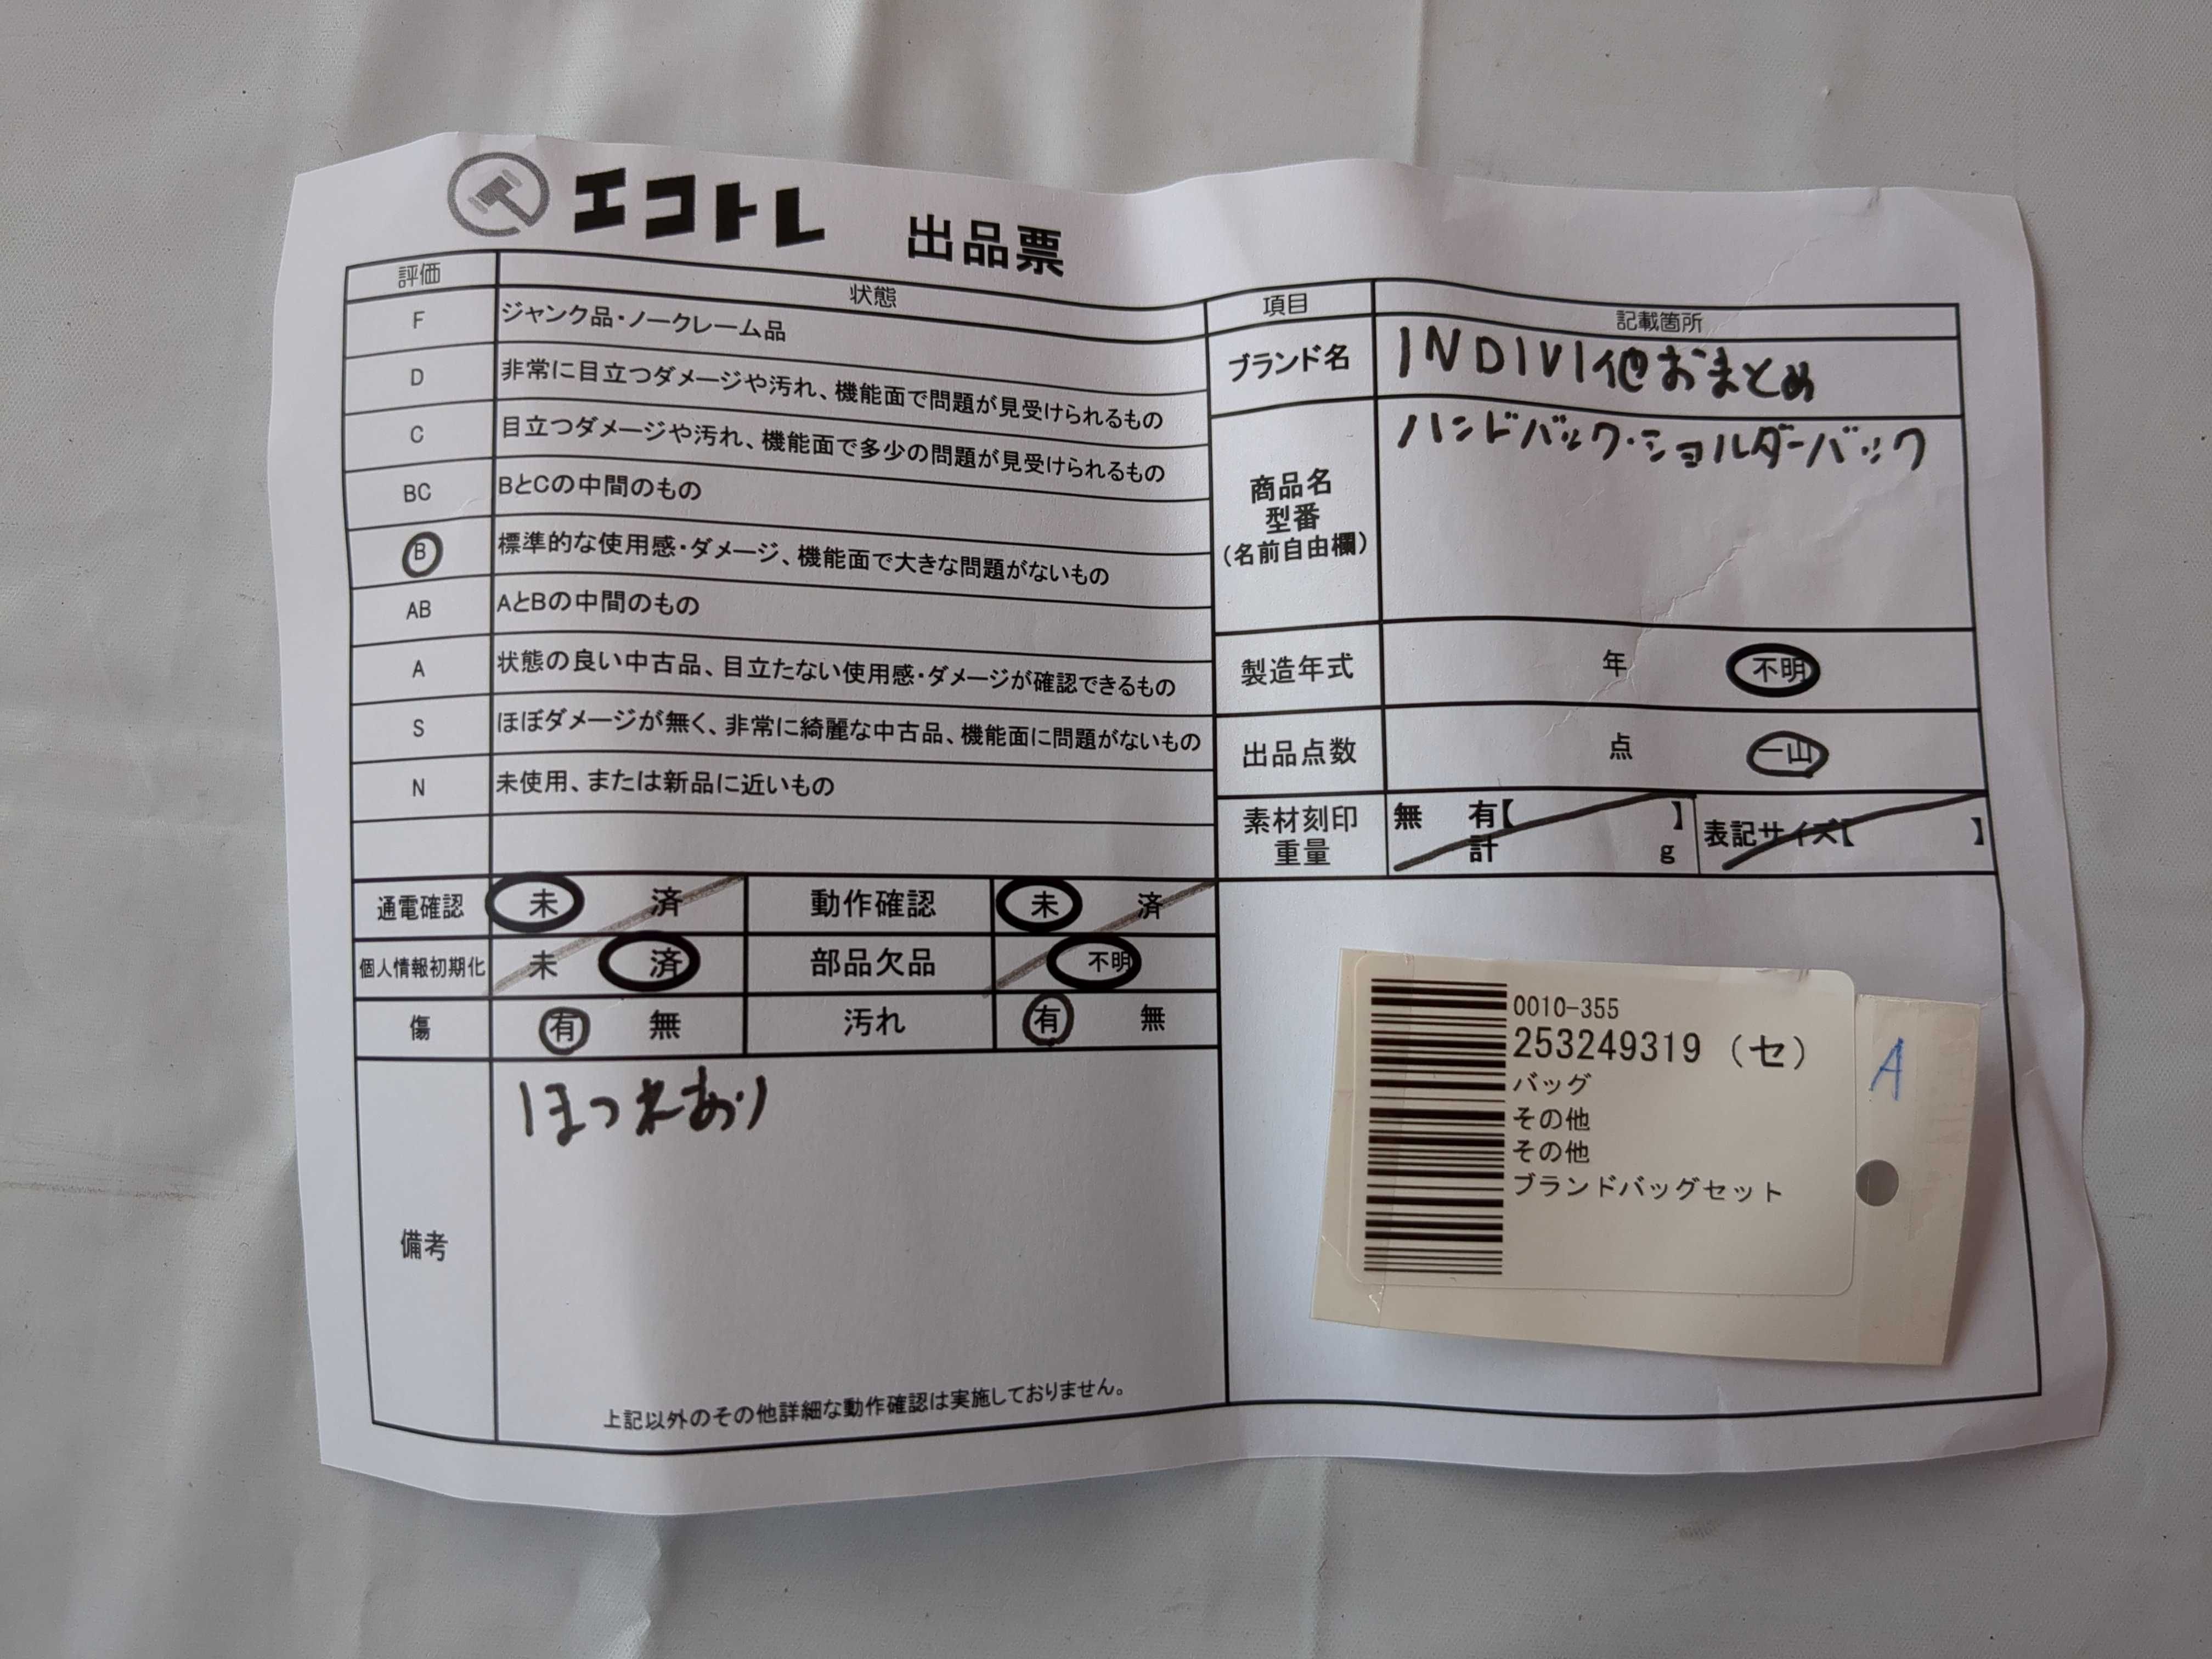 エコトレ 出品票
評価 状態
F ジャンク品・ノークレーム品
D 非常に目立つダメージや汚れ、機能面で問題が見受けられるもの
C 目立つダメージや汚れ、機能面で多少の問題が見受けられるもの
BC BとCの中間のもの
B 標準的な使用感・ダメージ、機能面で大きな問題がないもの
AB AとBの中間のもの
A 状態の良い中古品、目立たない使用感・ダメージが確認できるもの
S ほぼダメージが無く、非常に綺麗な中古品、機能面に問題がないもの
N 未使用、または新品に近いもの
項目 記載箇所
ブランド名 INDIVI他おまとめ
商品名
型番
(名前自由欄)
ハンドバック・ショルダーバック
製造年式 年 不明
出品点数 点 一山
素材刻印 無 有【 】 表記サイズ【 】
重量 計 g
通電確認 未 済 動作確認 未 済
個人情報初期化 未 済 部品欠品 不明
傷 有 無 汚れ 有 無
備考 ほつれあり
上記以外のその他詳細な動作確認は実施しておりません。
0010-355
253249319 (セ)
バッグ
その他
その他
ブランドバッグセット
A